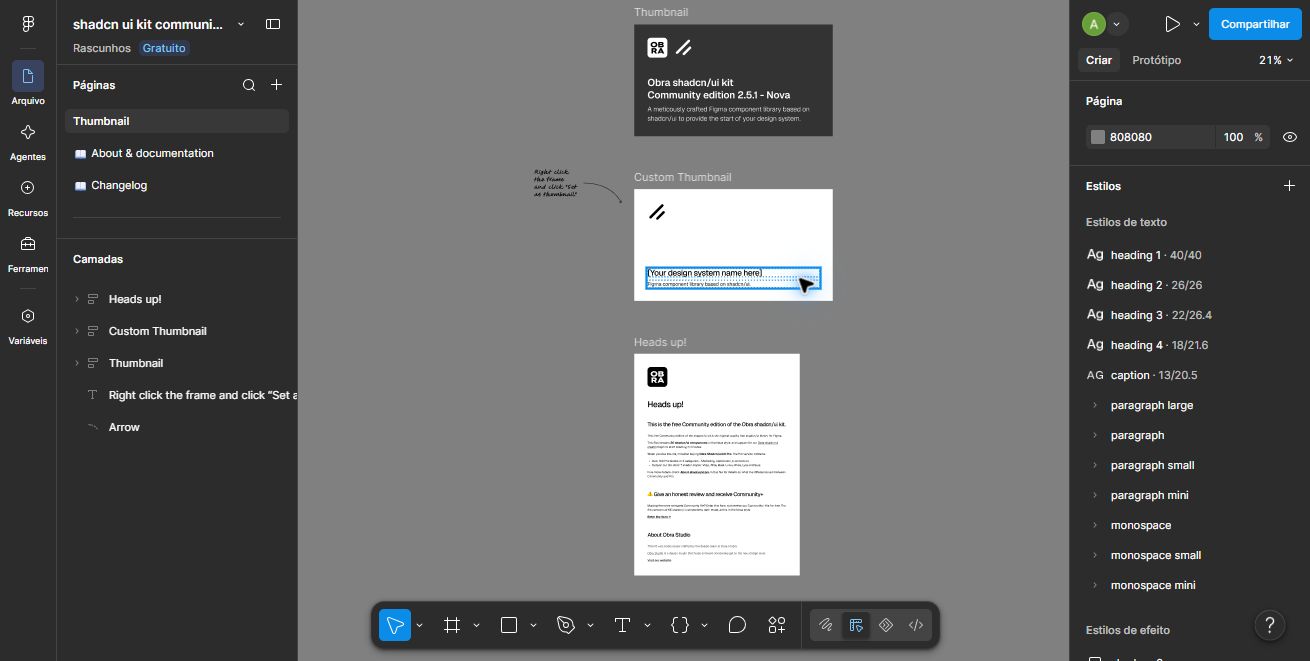 shadcn ui kit communi...
Rascunhos
Gratuito
Arquivo
Agentes
Recursos
Ferramen
Variáveis
Páginas
Thumbnail
About & documentation
Changelog
Camadas
Heads up!
Custom Thumbnail
Thumbnail
Right click the frame and click “Set a
Arrow
Thumbnail
OB
RA
Obra shadcn/ui kit
Community edition 2.5.1 - Nova
A meticously crafted Figma component library based on
shadcn/ui to provide the start of your design system.
Right click
the frame
and click "Set
as thumbnail"
Custom Thumbnail
[Your design system name here]
Figma component library based on shadcn/ui.
Heads up!
OB
RA
Heads up!
This is the free Community edition of the Obra shadcn/ui kit.
Give an honest review and receive Community+
About Obra Studio
Visit our website
A
Compartilhar
Criar
Protótipo
21%
Página
808080
100 %
Estilos
Estilos de texto
Ag heading 1 · 40/40
Ag heading 2 · 26/26
Ag heading 3 · 22/26.4
Ag heading 4 · 18/21.6
AG caption · 13/20.5
paragraph large
paragraph
paragraph small
paragraph mini
monospace
monospace small
monospace mini
Estilos de efeito
?